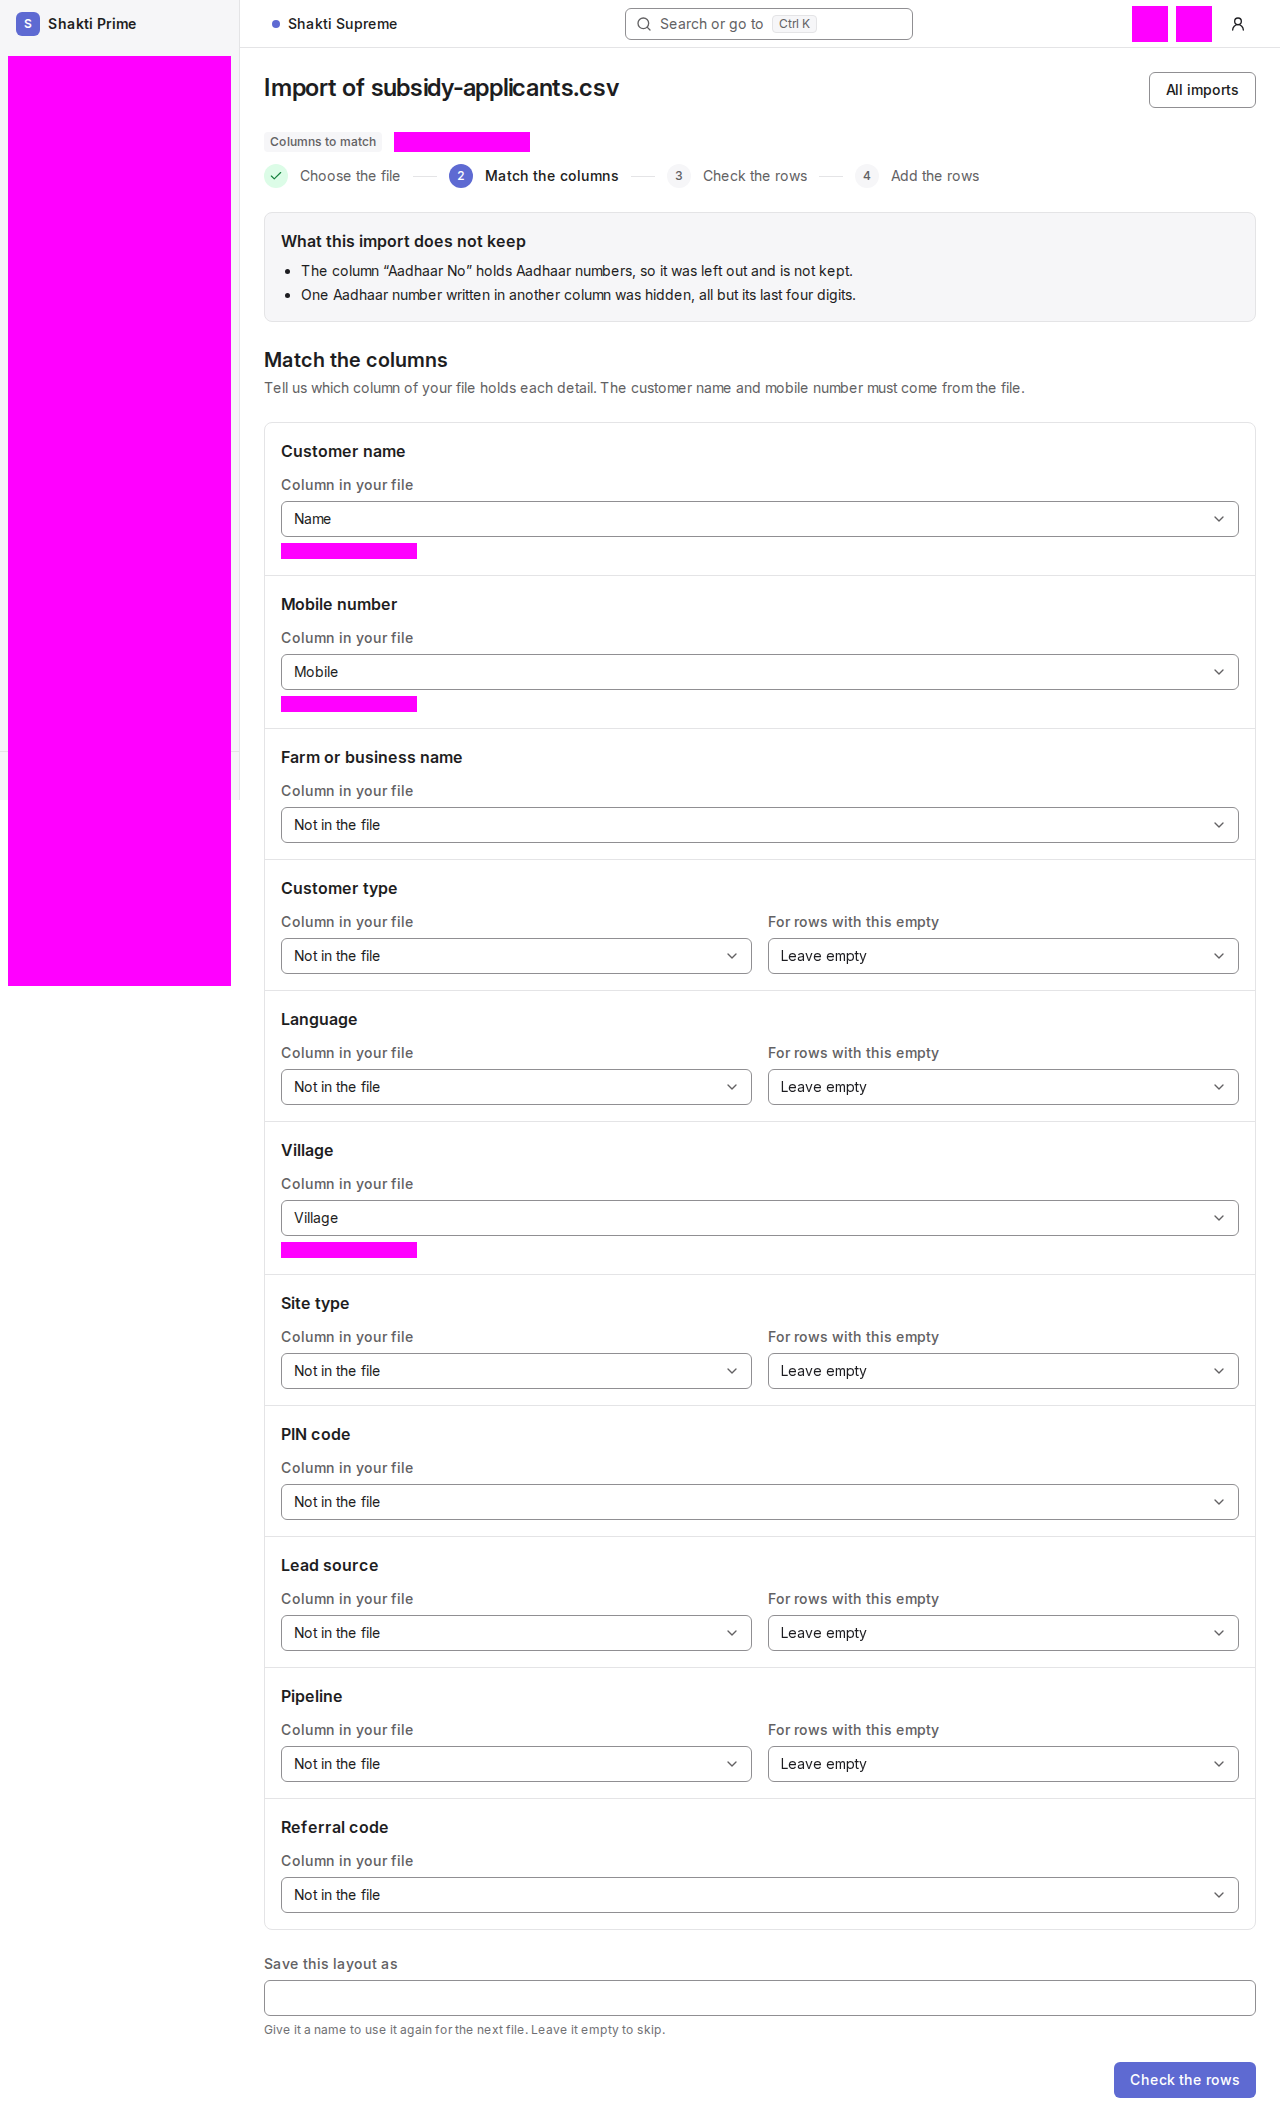 S Shakti Prime
Shakti Supreme
Search or go to Ctrl K
Import of subsidy-applicants.csv
All imports
Columns to match
Choose the file
2 Match the columns
3 Check the rows
4 Add the rows
What this import does not keep
The column “Aadhaar No” holds Aadhaar numbers, so it was left out and is not kept.
One Aadhaar number written in another column was hidden, all but its last four digits.
Match the columns
Tell us which column of your file holds each detail. The customer name and mobile number must come from the file.
Customer name
Column in your file
Name
Mobile number
Column in your file
Mobile
Farm or business name
Column in your file
Not in the file
Customer type
Column in your file For rows with this empty
Not in the file Leave empty
Language
Column in your file For rows with this empty
Not in the file Leave empty
Village
Column in your file
Village
Site type
Column in your file For rows with this empty
Not in the file Leave empty
PIN code
Column in your file
Not in the file
Lead source
Column in your file For rows with this empty
Not in the file Leave empty
Pipeline
Column in your file For rows with this empty
Not in the file Leave empty
Referral code
Column in your file
Not in the file
Save this layout as
Give it a name to use it again for the next file. Leave it empty to skip.
Check the rows